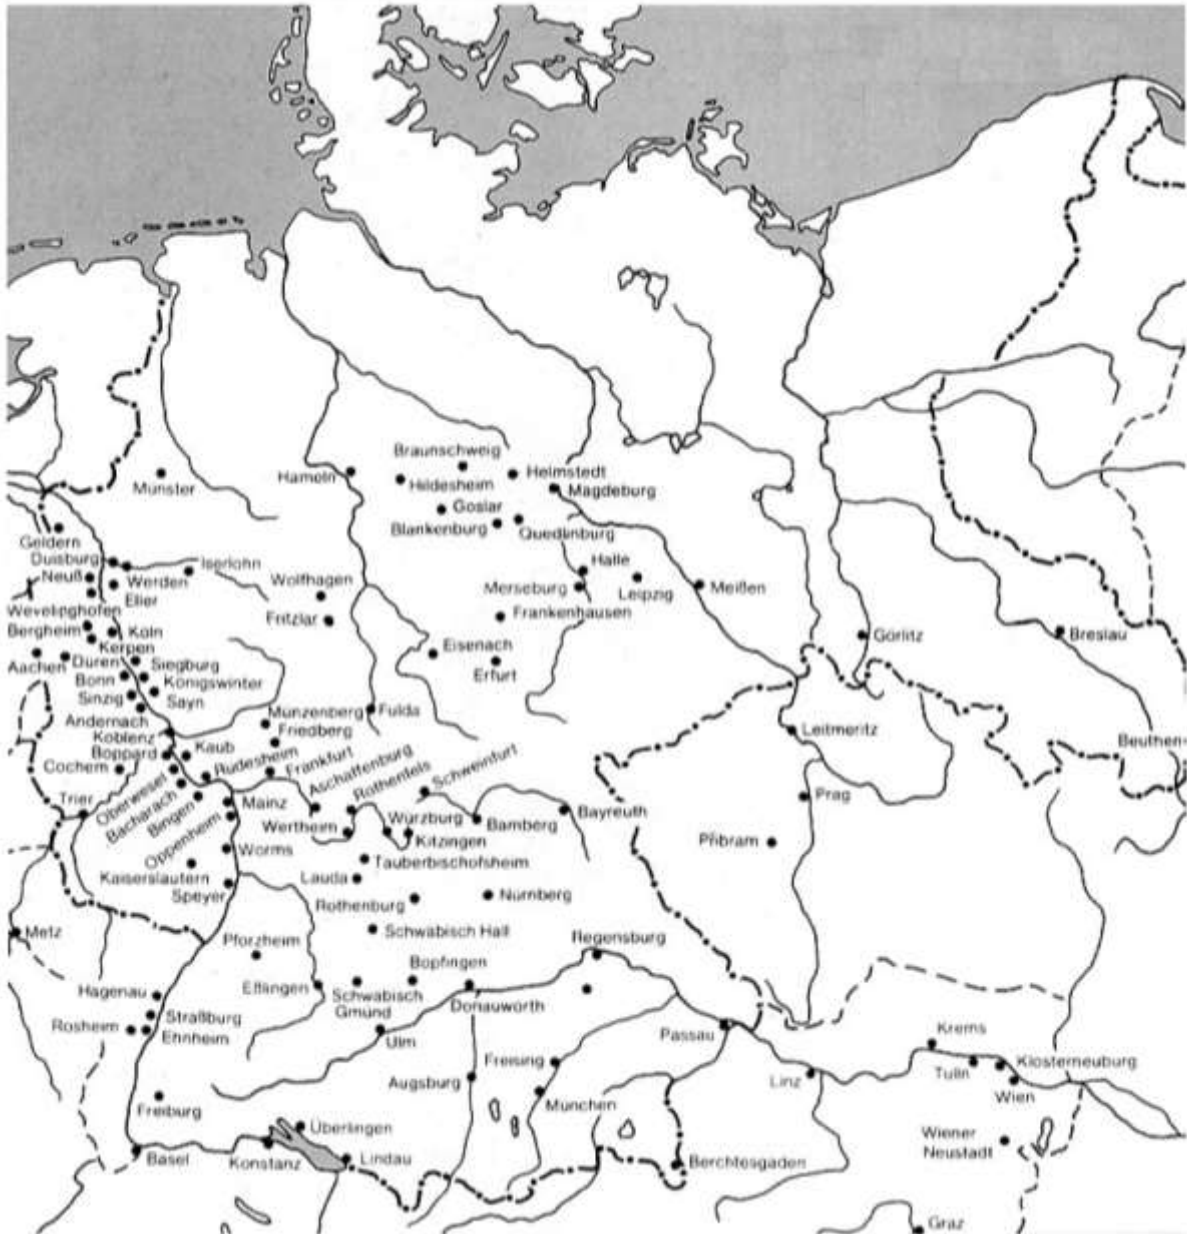 Braunschweig
Helmstedt
Hameln
Hildesheim
Magdeburg
Münster
Goslar
Blankenburg
Quedlinburg
Geldern
Duisburg
Iserlohn
Halle
Neuß
Werden
Wolfhagen
Merseburg
Leipzig
Meißen
Eller
Wevelinghofen
Frankenhausen
Fritzlar
Bergheim
Köln
Görlitz
Breslau
Kerpen
Eisenach
Aachen
Düren
Siegburg
Erfurt
Bonn
Königswinter
Sinzig
Sayn
Andernach
Münzenberg
Fulda
Koblenz
Friedberg
Leitmeritz
Boppard
Kaub
Beuthen
Cochem
Rüdesheim
Frankfurt
Aschaffenburg
Rothenfels
Schweinfurt
Oberwesel
Bacharach
Bingen
Trier
Mainz
Prag
Oppenheim
Wertheim
Würzburg
Bamberg
Bayreuth
Kitzingen
Přibram
Worms
Tauberbischofsheim
Kaiserslautern
Lauda
Speyer
Rothenburg
Nürnberg
Metz
Schwäbisch Hall
Pforzheim
Regensburg
Bopfingen
Hagenau
Eßlingen
Schwäbisch
Gmünd
Donauwörth
Straßburg
Rosheim
Ehnheim
Ulm
Passau
Krems
Freising
Klosterneuburg
Augsburg
Linz
Tulln
Wien
Freiburg
München
Überlingen
Wiener
Neustadt
Basel
Konstanz
Lindau
Berchtesgaden
Graz